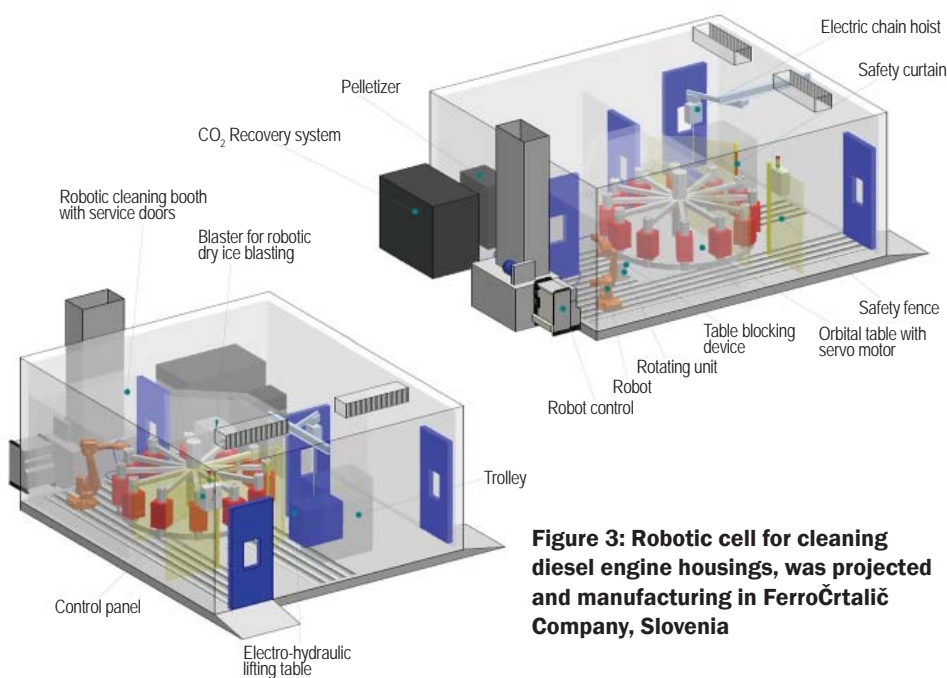 Electric chain hoist
Safety curtain
Pelletizer
CO₂ Recovery system
Robotic cleaning booth
with service doors
Blaster for robotic
dry ice blasting
Safety fence
Table blocking
device
Orbital table with
servo motor
Rotating unit
Robot
Robot control
Trolley
Control panel
Electro-hydraulic
lifting table
Figure 3: Robotic cell for cleaning
diesel engine housings, was projected
and manufacturing in FerroČrtalič
Company, Slovenia